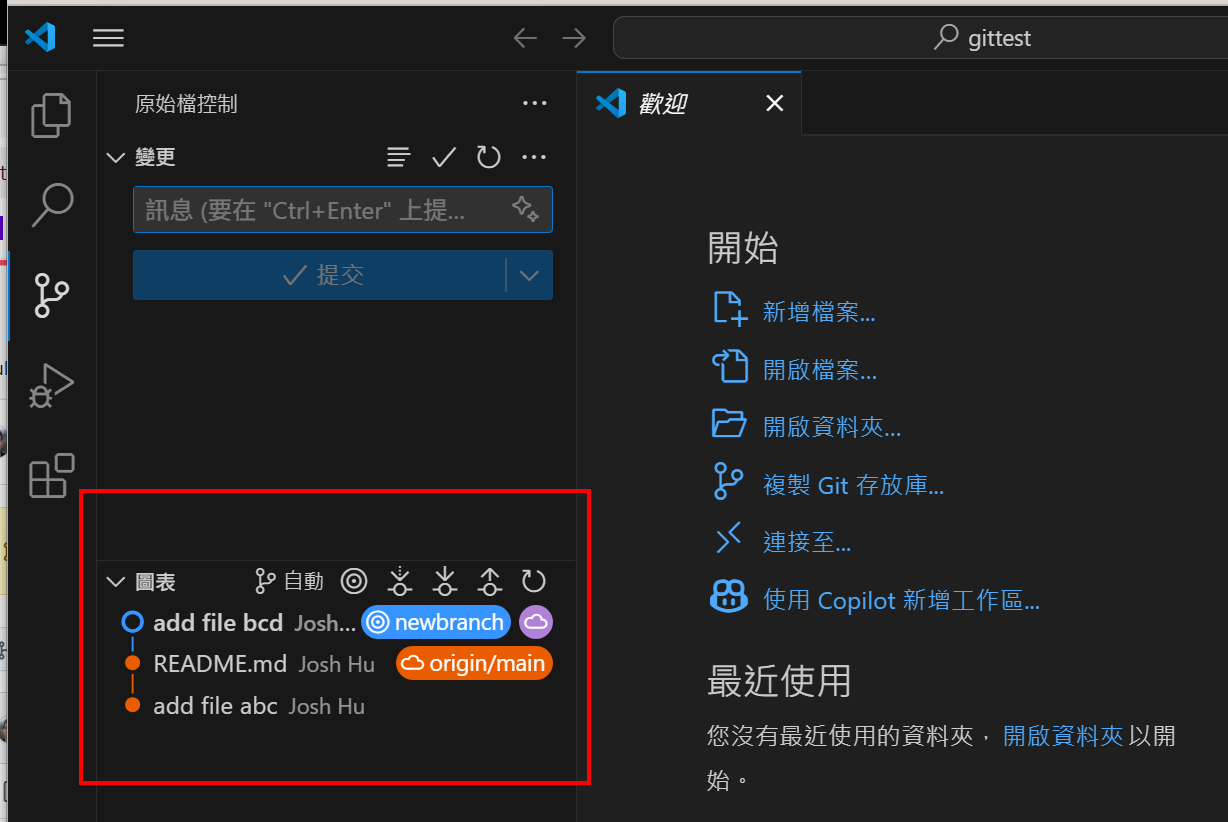 gittest
原始檔控制
變更
訊息 (要在 "Ctrl+Enter" 上提...
提交
圖表
自動
add file bcd Josh... newbranch
README.md Josh Hu origin/main
add file abc Josh Hu
歡迎
開始
新增檔案...
開啟檔案...
開啟資料夾...
複製 Git 存放庫...
連接至...
使用 Copilot 新增工作區...
最近使用
您沒有最近使用的資料夾，開啟資料夾以開
始。